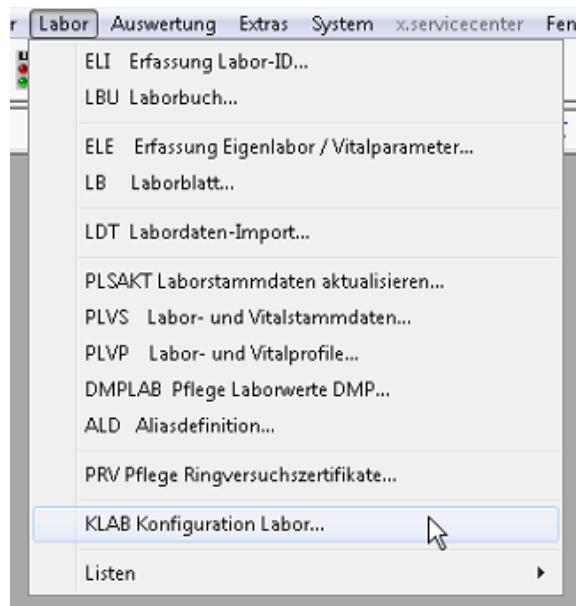 r Labor Auswertung Extras System x.servicecenter Fen
ELI Erfassung Labor-ID...
LBU Laborbuch...
ELE Erfassung Eigenlabor / Vitalparameter...
LB Laborblatt...
LDT Labordaten-Import...
PLSAKT Laborstammdaten aktualisieren...
PLVS Labor- und Vitalstammdaten...
PLVP Labor- und Vitalprofile...
DMPLAB Pflege Laborwerte DMP...
ALD Aliasdefinition...
PRV Pflege Ringversuchszertifikate...
KLAB Konfiguration Labor...
Listen